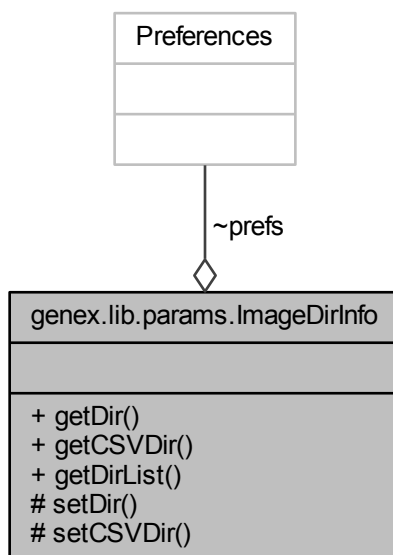 Preferences
~prefs
genex.lib.params.ImageDirInfo
+ getDir()
+ getCSVDir()
+ getDirList()
# setDir()
# setCSVDir()